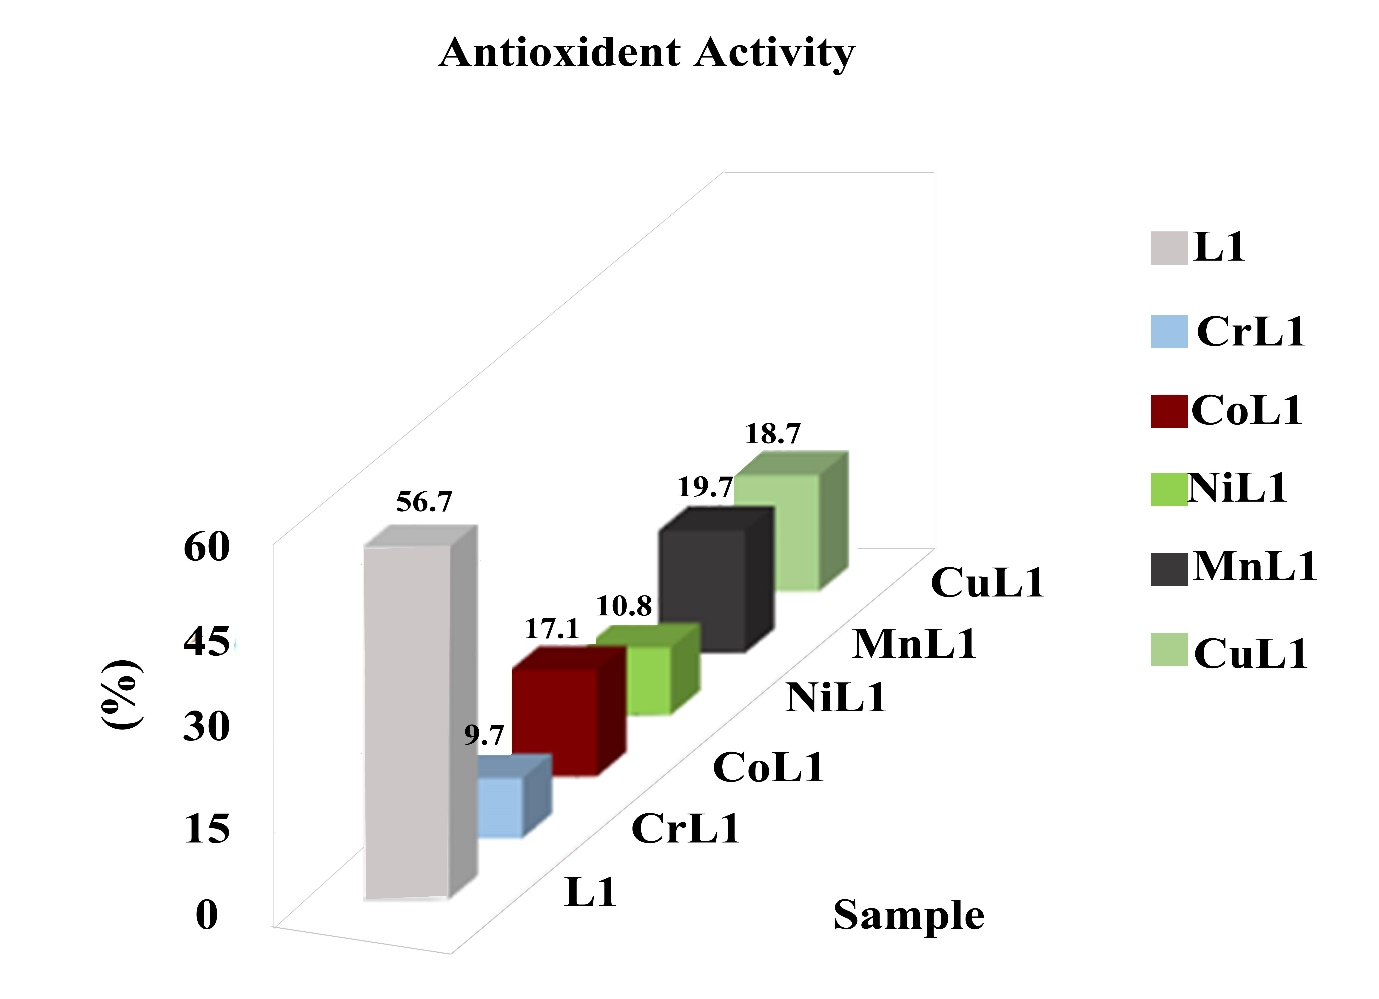 Antioxident Activity
(%)
60
45
30
15
0
56.7
9.7
17.1
10.8
19.7
18.7
L1
CrL1
CoL1
NiL1
MnL1
CuL1
Sample
L1
CrL1
CoL1
NiL1
MnL1
CuL1